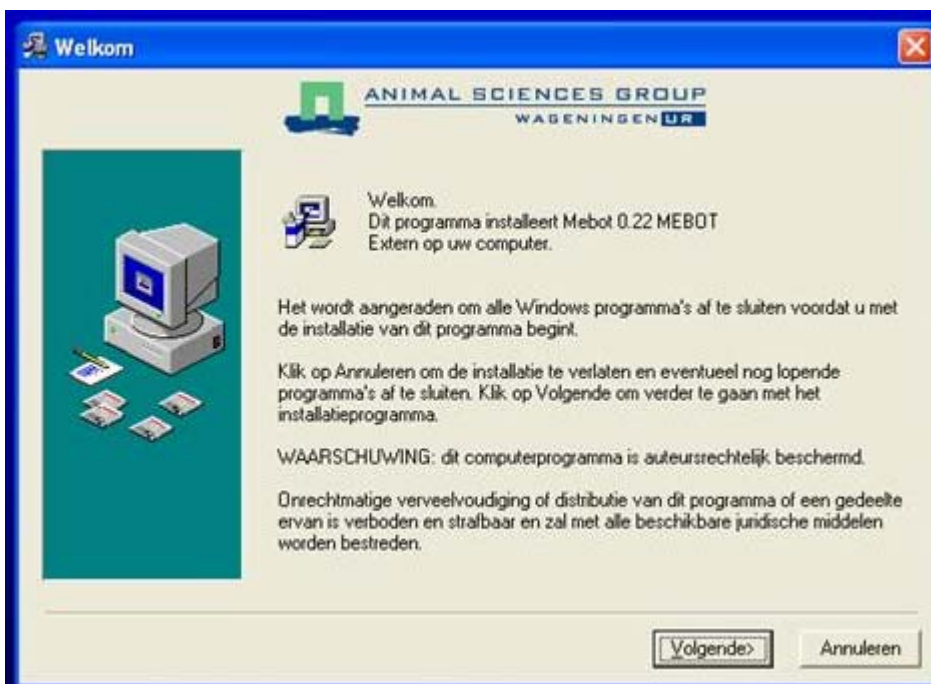 Welkom
ANIMAL SCIENCES GROUP
WAGENINGEN UR
Welkom.
Dit programma installeert Mebot 0.22 MEBOT
Extern op uw computer.
Het wordt aangeraden om alle Windows programma's af te sluiten voordat u met
de installatie van dit programma begint.
Klik op Annuleren om de installatie te verlaten en eventueel nog lopende
programma's af te sluiten. Klik op Volgende om verder te gaan met het
installatieprogramma.
WAARSCHUWING: dit computerprogramma is auteursrechtelijk beschermd.
Onrechtmatige verveelvoudiging of distributie van dit programma of een gedeelte
ervan is verboden en strafbaar en zal met alle beschikbare juridische middelen
worden bestreden.
Volgende>
Annuleren